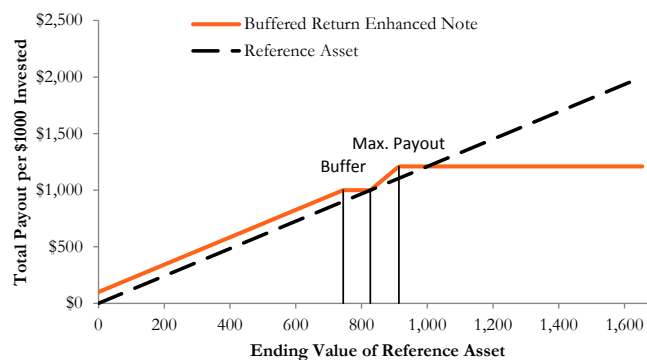 $2,500
Buffered Return Enhanced Note
Reference Asset
$2,000
$1,500
Max. Payout
Buffer
$1,000
$500
$0
Total Payout per $1000 Invested
0
200
400
600
800
1,000
1,200
1,400
1,600
Ending Value of Reference Asset